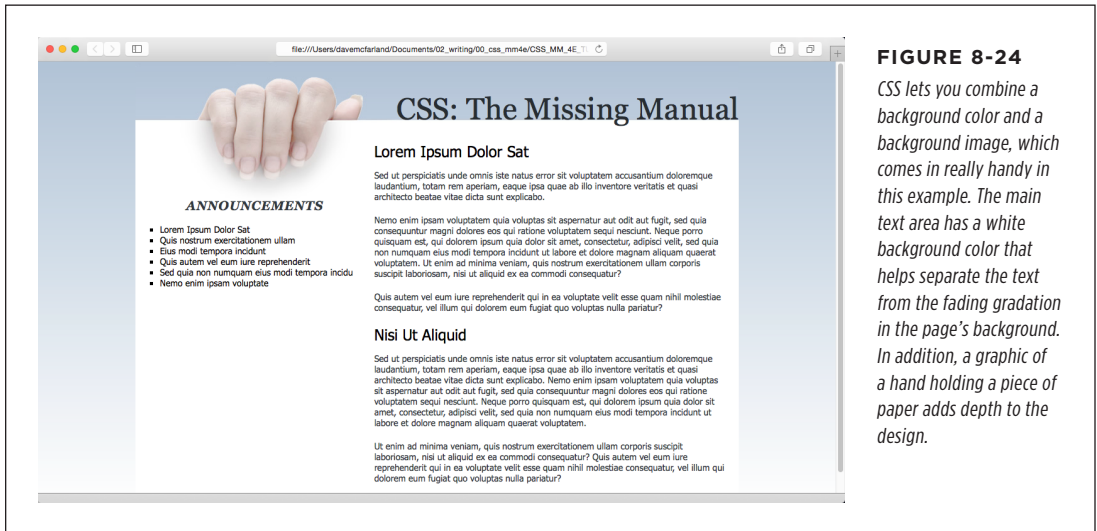 file:///Users/davemcfarland/Documents/02_writing/00_css_mm4e/CSS_MM_4E_T
CSS: The Missing Manual
ANNOUNCEMENTS
Lorem Ipsum Dolor Sat
Quis nostrum exercitationem ullam
Eius modi tempora incidunt
Quis autem vel eum iure reprehenderit
Sed quia non numquam eius modi tempora incidu
Nemo enim ipsam voluptate
Lorem Ipsum Dolor Sat
Sed ut perspiciatis unde omnis iste natus error sit voluptatem accusantium doloremque
laudantium, totam rem aperiam, eaque ipsa quae ab illo inventore veritatis et quasi
architecto beatae vitae dicta sunt explicabo.
Nemo enim ipsam voluptatem quia voluptas sit aspernatur aut odit aut fugit, sed quia
consequuntur magni dolores eos qui ratione voluptatem sequi nesciunt. Neque porro
quisquam est, qui dolorem ipsum quia dolor sit amet, consectetur, adipisci velit, sed quia
non numquam eius modi tempora incidunt ut labore et dolore magnam aliquam quaerat
voluptatem. Ut enim ad minima veniam, quis nostrum exercitationem ullam corporis
suscipit laboriosam, nisi ut aliquid ex ea commodi consequatur?
Quis autem vel eum iure reprehenderit qui in ea voluptate velit esse quam nihil molestiae
consequatur, vel illum qui dolorem eum fugiat quo voluptas nulla pariatur?
Nisi Ut Aliquid
Sed ut perspiciatis unde omnis iste natus error sit voluptatem accusantium doloremque
laudantium, totam rem aperiam, eaque ipsa quae ab illo inventore veritatis et quasi
architecto beatae vitae dicta sunt explicabo. Nemo enim ipsam voluptatem quia voluptas
sit aspernatur aut odit aut fugit, sed quia consequuntur magni dolores eos qui ratione
voluptatem sequi nesciunt. Neque porro quisquam est, qui dolorem ipsum quia dolor sit
amet, consectetur, adipisci velit, sed quia non numquam eius modi tempora incidunt ut
labore et dolore magnam aliquam quaerat voluptatem.
Ut enim ad minima veniam, quis nostrum exercitationem ullam corporis suscipit
laboriosam, nisi ut aliquid ex ea commodi consequatur? Quis autem vel eum iure
reprehenderit qui in ea voluptate velit esse quam nihil molestiae consequatur, vel illum qui
dolorem eum fugiat quo voluptas nulla pariatur?
FIGURE 8-24
CSS lets you combine a
background color and a
background image, which
comes in really handy in
this example. The main
text area has a white
background color that
helps separate the text
from the fading gradation
in the page's background.
In addition, a graphic of
a hand holding a piece of
paper adds depth to the
design.